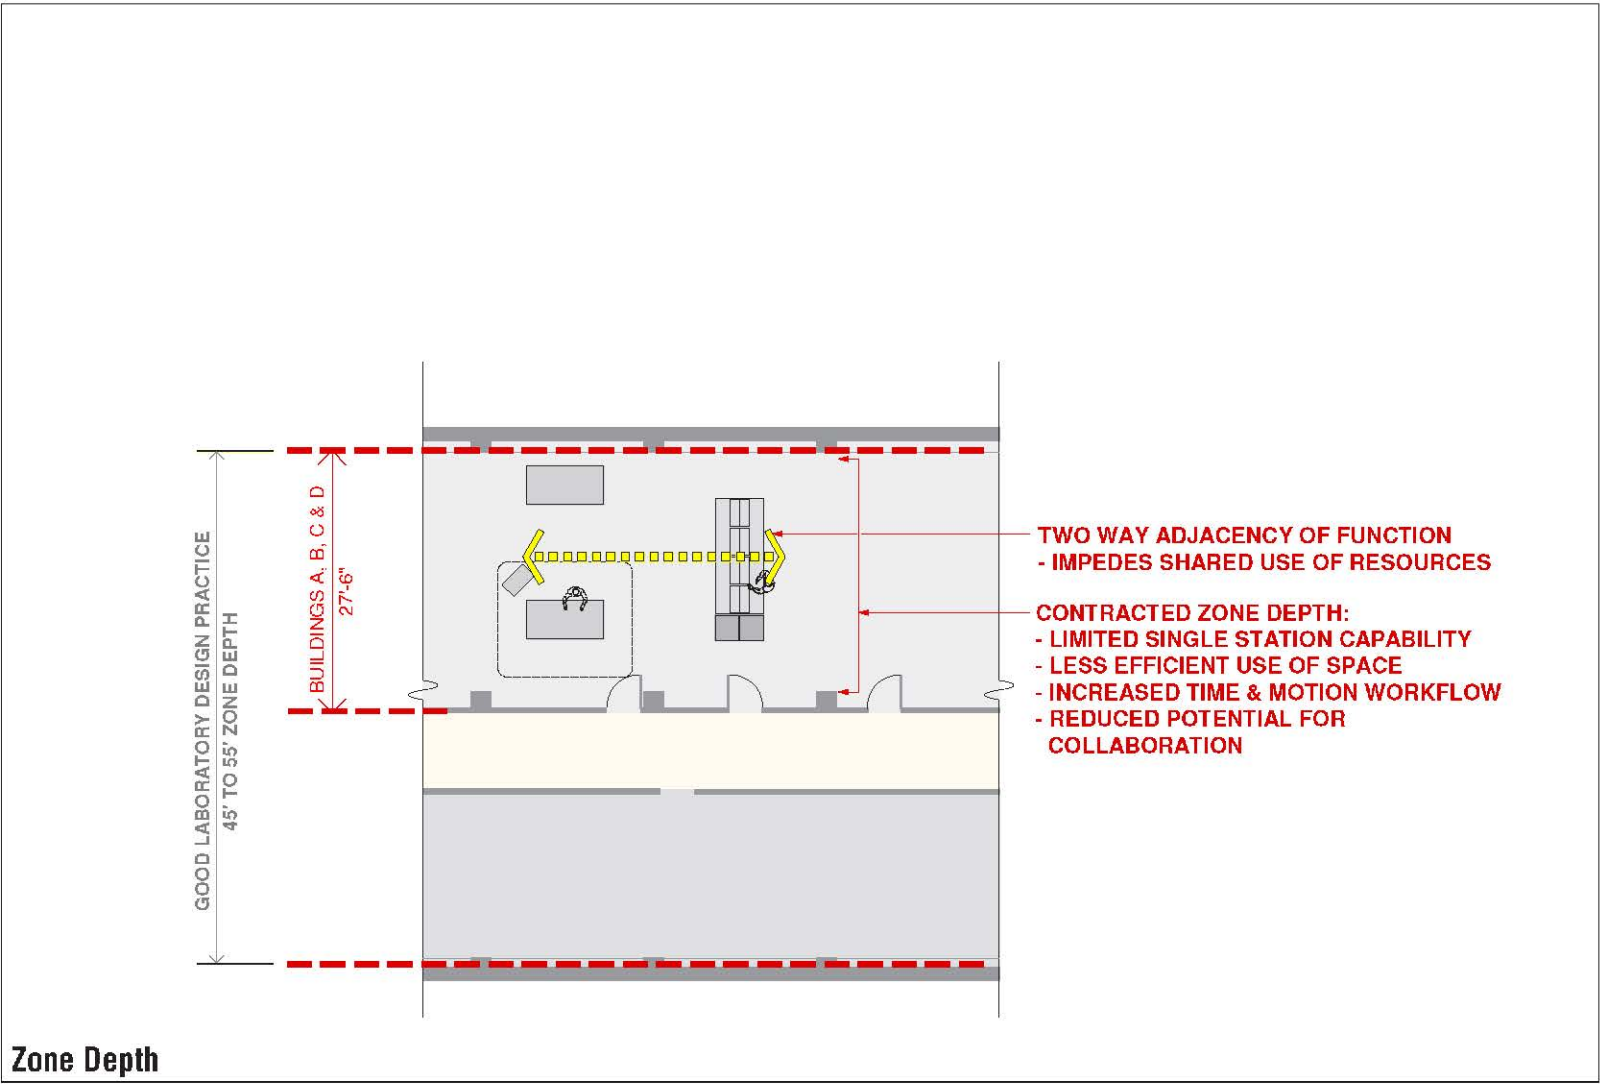 GOOD LABORATORY DESIGN PRACTICE
45' TO 55' ZONE DEPTH
BUILDINGS A, B, C & D
27'-6"
TWO WAY ADJACENCY OF FUNCTION
- IMPEDES SHARED USE OF RESOURCES
CONTRACTED ZONE DEPTH:
- LIMITED SINGLE STATION CAPABILITY
- LESS EFFICIENT USE OF SPACE
- INCREASED TIME & MOTION WORKFLOW
- REDUCED POTENTIAL FOR
COLLABORATION
Zone Depth